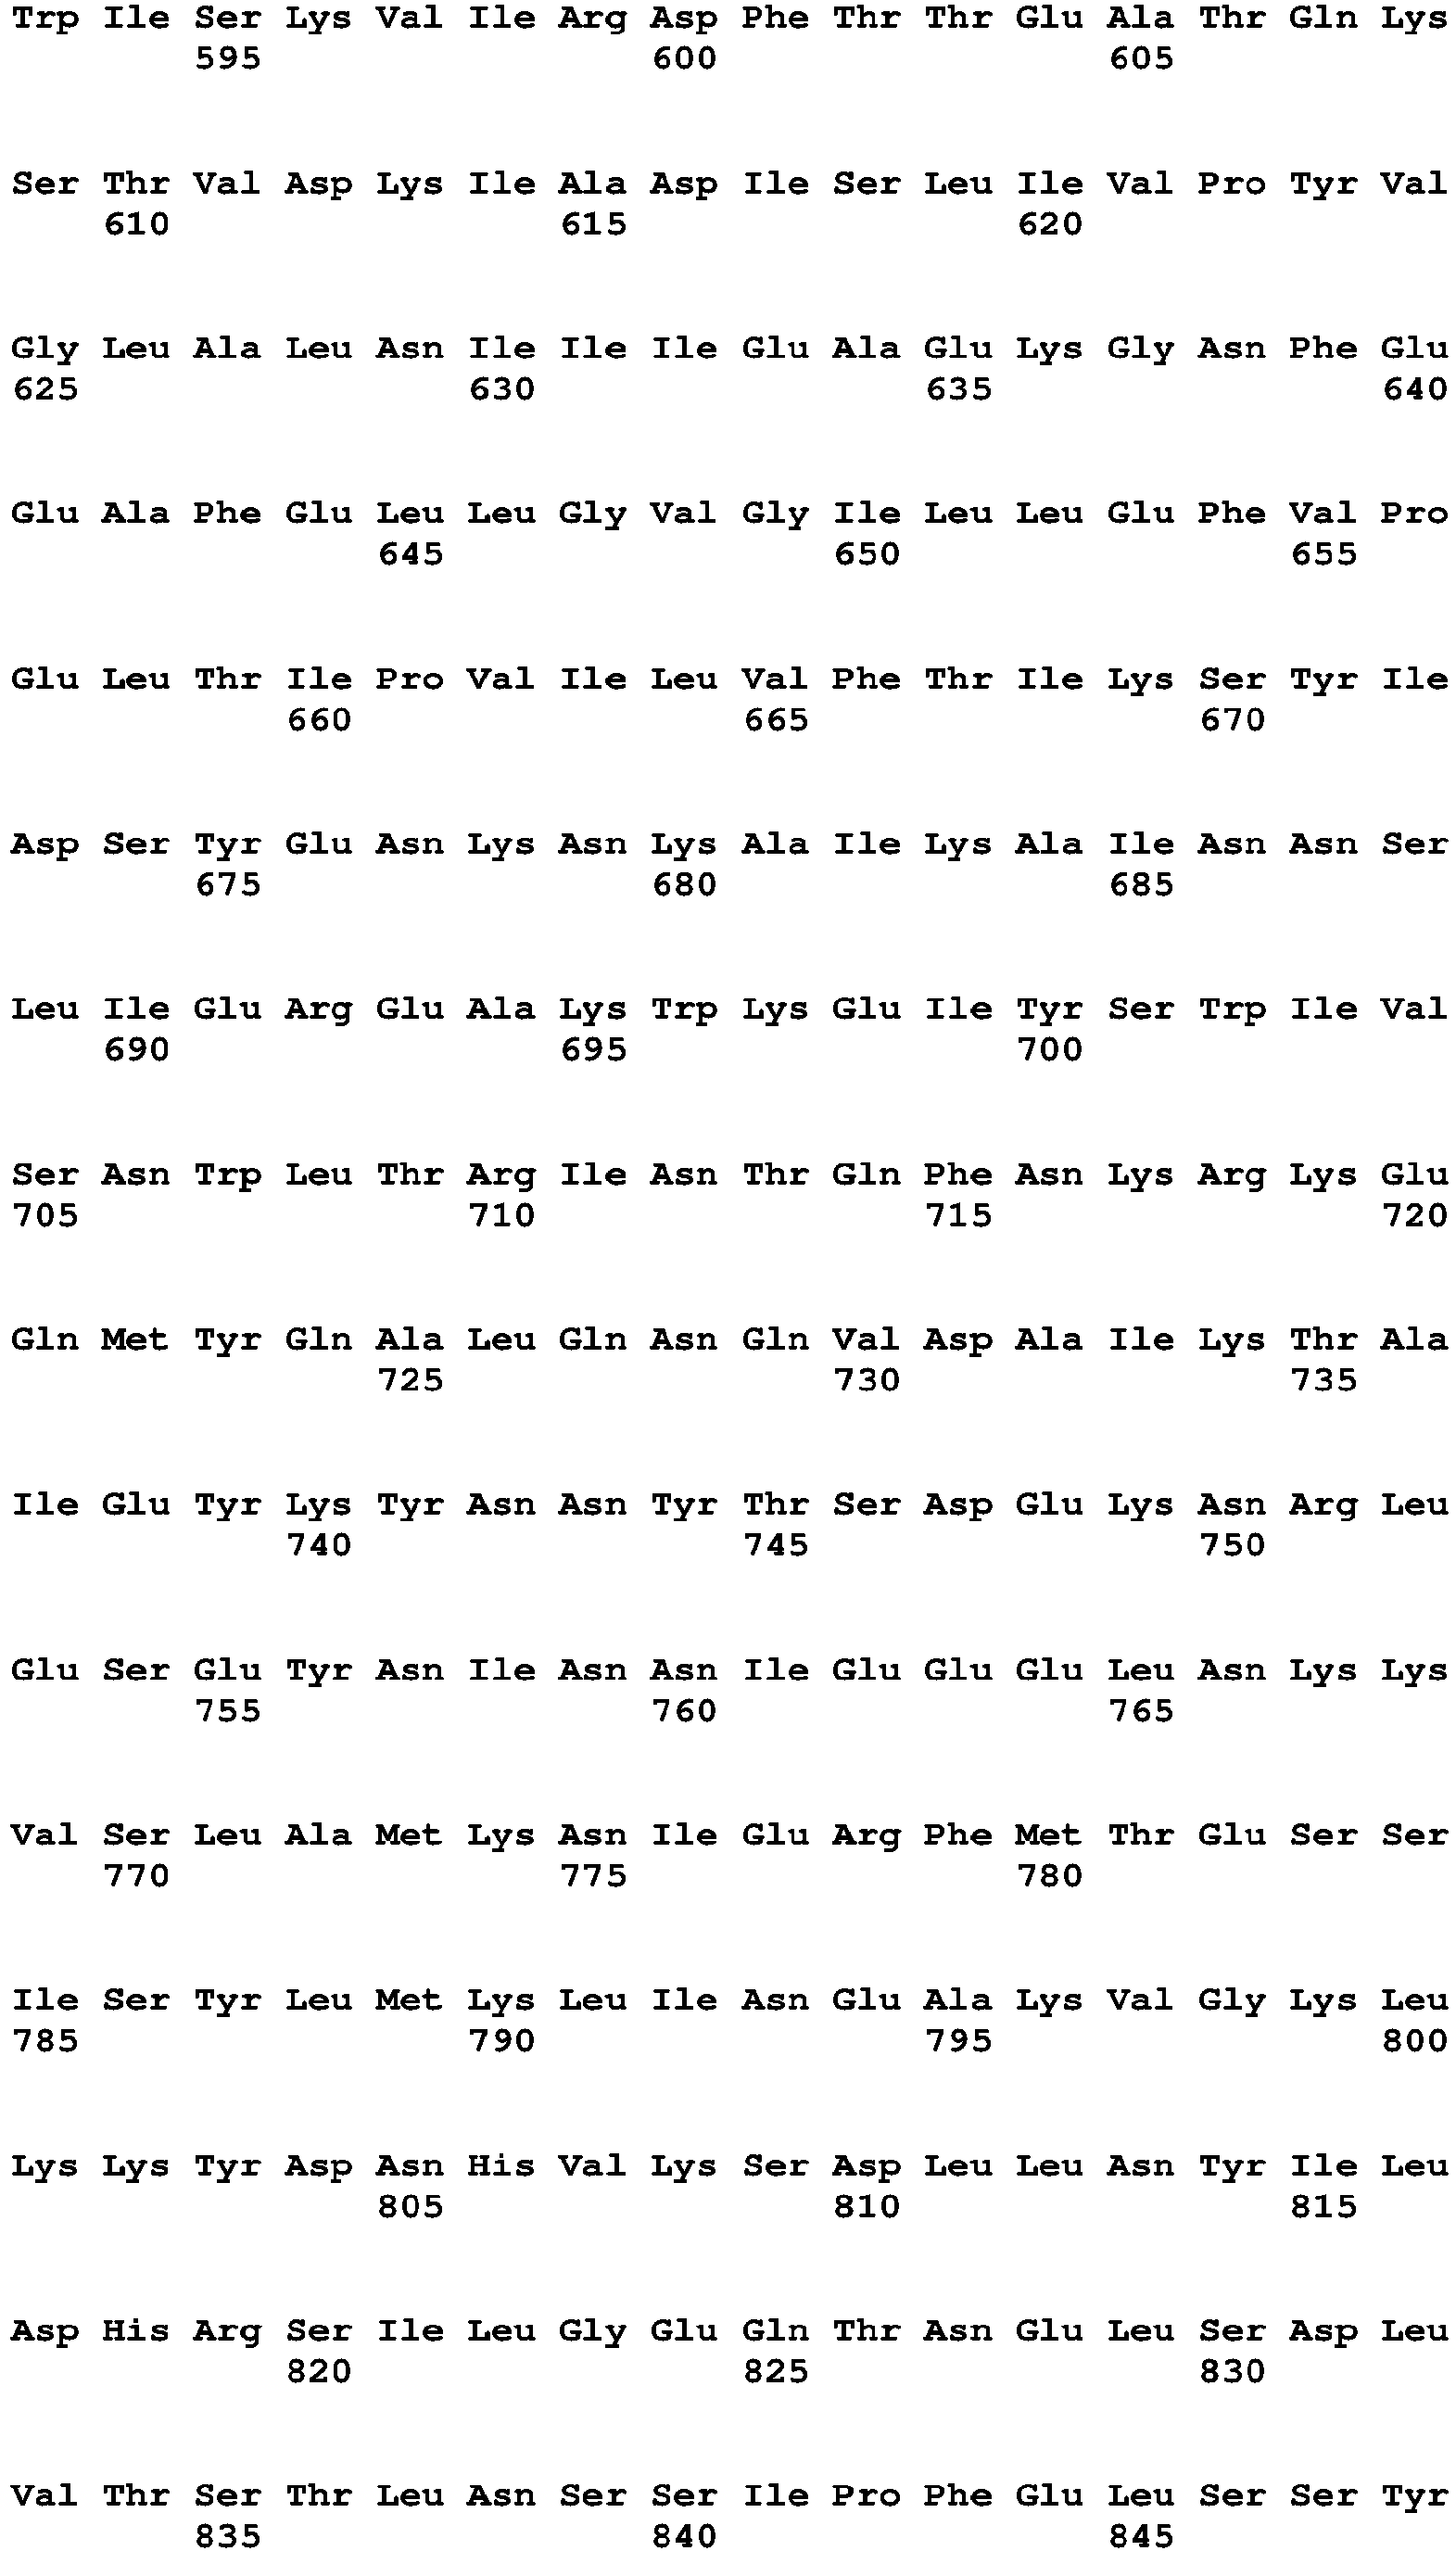 Trp Ile Ser Lys Val Ile Arg Asp Phe Thr Thr Glu Ala Thr Gln Lys
595 600 605
Ser Thr Val Asp Lys Ile Ala Asp Ile Ser Leu Ile Val Pro Tyr Val
610 615 620
Gly Leu Ala Leu Asn Ile Ile Ile Glu Ala Glu Lys Gly Asn Phe Glu
625 630 635 640
Glu Ala Phe Glu Leu Leu Gly Val Gly Ile Leu Leu Glu Phe Val Pro
645 650 655
Glu Leu Thr Ile Pro Val Ile Leu Val Phe Thr Ile Lys Ser Tyr Ile
660 665 670
Asp Ser Tyr Glu Asn Lys Asn Lys Ala Ile Lys Ala Ile Asn Asn Ser
675 680 685
Leu Ile Glu Arg Glu Ala Lys Trp Lys Glu Ile Tyr Ser Trp Ile Val
690 695 700
Ser Asn Trp Leu Thr Arg Ile Asn Thr Gln Phe Asn Lys Arg Lys Glu
705 710 715 720
Gln Met Tyr Gln Ala Leu Gln Asn Gln Val Asp Ala Ile Lys Thr Ala
725 730 735
Ile Glu Tyr Lys Tyr Asn Asn Tyr Thr Ser Asp Glu Lys Asn Arg Leu
740 745 750
Glu Ser Glu Tyr Asn Ile Asn Asn Ile Glu Glu Glu Leu Asn Lys Lys
755 760 765
Val Ser Leu Ala Met Lys Asn Ile Glu Arg Phe Met Thr Glu Ser Ser
770 775 780
Ile Ser Tyr Leu Met Lys Leu Ile Asn Glu Ala Lys Val Gly Lys Leu
785 790 795 800
Lys Lys Tyr Asp Asn His Val Lys Ser Asp Leu Leu Asn Tyr Ile Leu
805 810 815
Asp His Arg Ser Ile Leu Gly Glu Gln Thr Asn Glu Leu Ser Asp Leu
820 825 830
Val Thr Ser Thr Leu Asn Ser Ser Ile Pro Phe Glu Leu Ser Ser Tyr
835 840 845